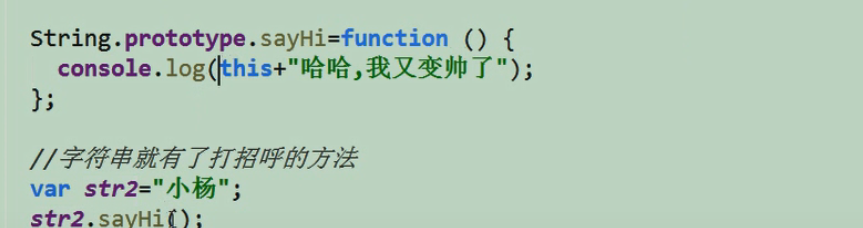 String.prototype.sayHi=function () {
  console.log(this+"哈哈,我又变帅了");
};
//字符串就有了打招呼的方法
var str2="小杨";
str2.sayHi();